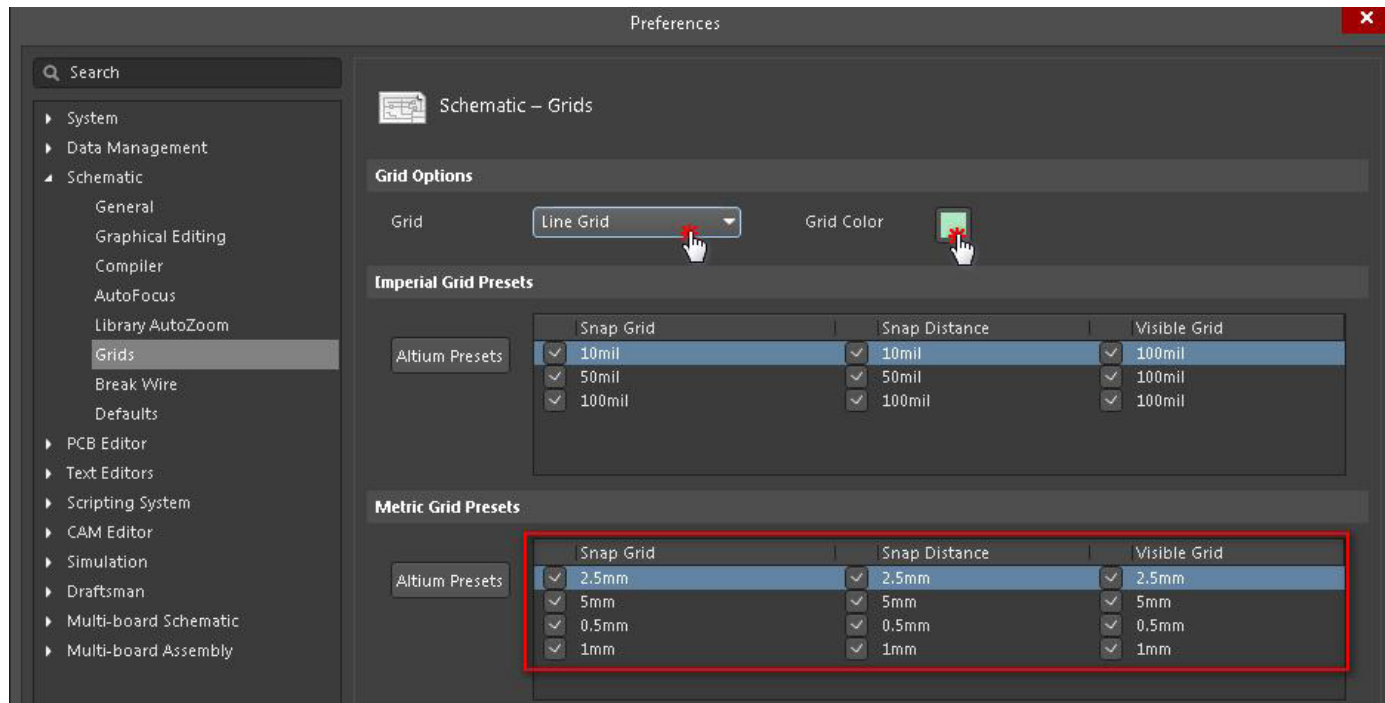 Preferences
Search
System
Data Management
Schematic
General
Graphical Editing
Compiler
AutoFocus
Library AutoZoom
Grids
Break Wire
Defaults
PCB Editor
Text Editors
Scripting System
CAM Editor
Simulation
Draftsman
Multi-board Schematic
Multi-board Assembly
Schematic – Grids
Grid Options
Grid Line Grid Grid Color
Imperial Grid Presets
Altium Presets
Snap Grid Snap Distance Visible Grid
10mil 10mil 100mil
50mil 50mil 100mil
100mil 100mil 100mil
Metric Grid Presets
Altium Presets
Snap Grid Snap Distance Visible Grid
2.5mm 2.5mm 2.5mm
5mm 5mm 5mm
0.5mm 0.5mm 0.5mm
1mm 1mm 1mm